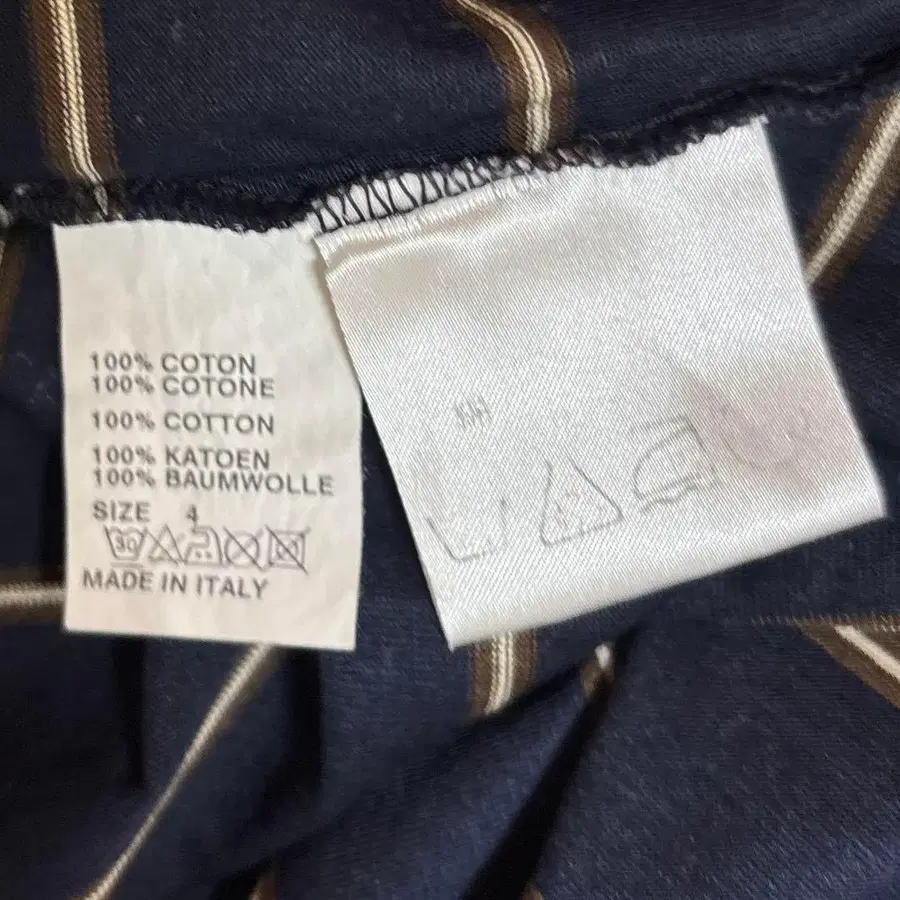 100% COTON
100% COTONE
100% COTTON
100% KATOEN
100% BAUMWOLLE
SIZE 4
30
MADE IN ITALY